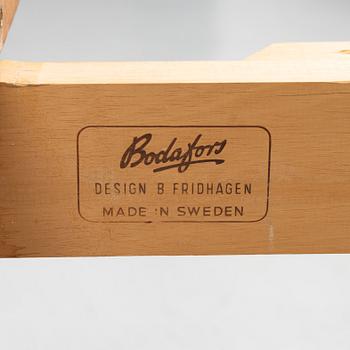 Bodafors
DESIGN B FRIDHAGEN
MADE IN SWEDEN